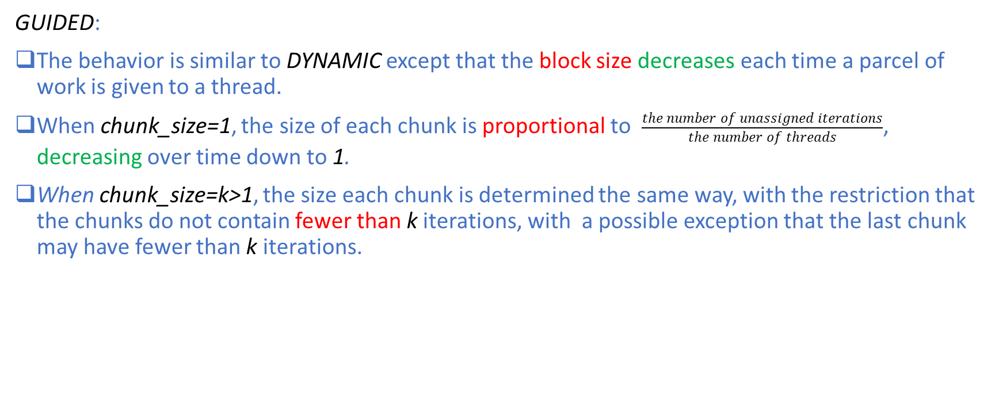 GUIDED:
❑The behavior is similar to DYNAMIC except that the block size decreases each time a parcel of
work is given to a thread.
❑When chunk_size=1, the size of each chunk is proportional to \frac{the number of unassigned iterations}{the number of threads},
decreasing over time down to 1.
❑When chunk_size=k>1, the size each chunk is determined the same way, with the restriction that
the chunks do not contain fewer than k iterations, with a possible exception that the last chunk
may have fewer than k iterations.